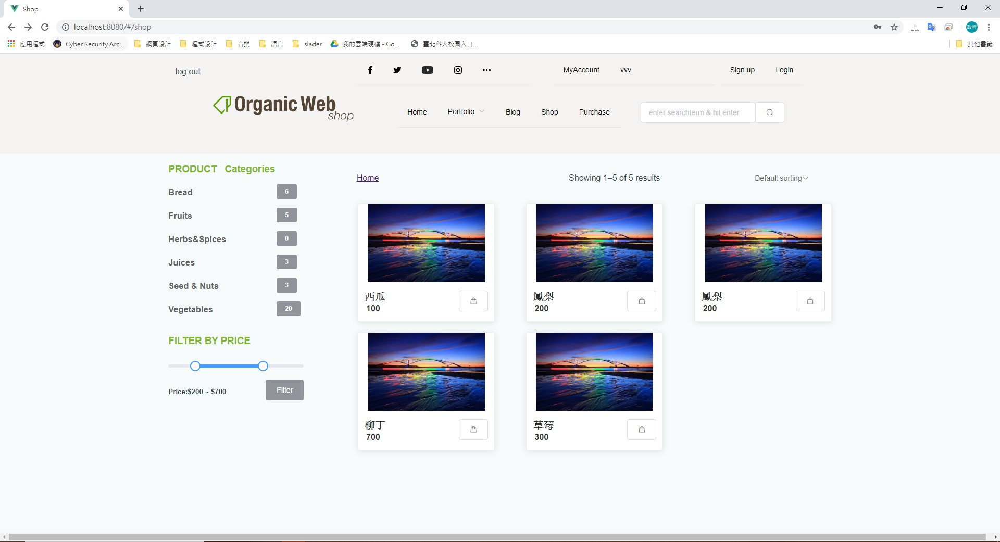 Shop
localhost:8080/#/shop
政哲
應用程式
Cyber Security Arc...
網頁設計
程式設計
音樂
語言
slader
我的雲端硬碟 - Go...
臺北科大校園入口...
其他書籤
log out
MyAccount
vvv
Sign up
Login
Organic Web
shop
Home
Portfolio
Blog
Shop
Purchase
enter searchterm & hit enter
PRODUCT Categories
Bread 6
Fruits 5
Herbs&Spices 0
Juices 3
Seed & Nuts 3
Vegetables 20
FILTER BY PRICE
Price:$200 ~ $700
Filter
Home
Showing 1–5 of 5 results
Default sorting
西瓜
100
鳳梨
200
鳳梨
200
柳丁
700
草莓
300